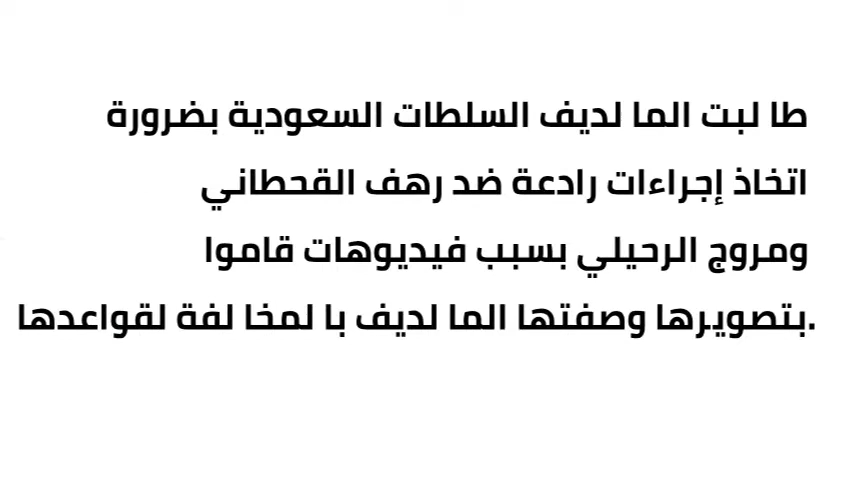 طا لبت الما لديف السلطات السعودية بضرورة
اتخاذ إجراءات رادعة ضد رهف القحطاني
ومروج الرحيلي بسبب فيديوهات قاموا
.بتصويرها وصفتها الما لديف با لمخا لفة لقواعدها